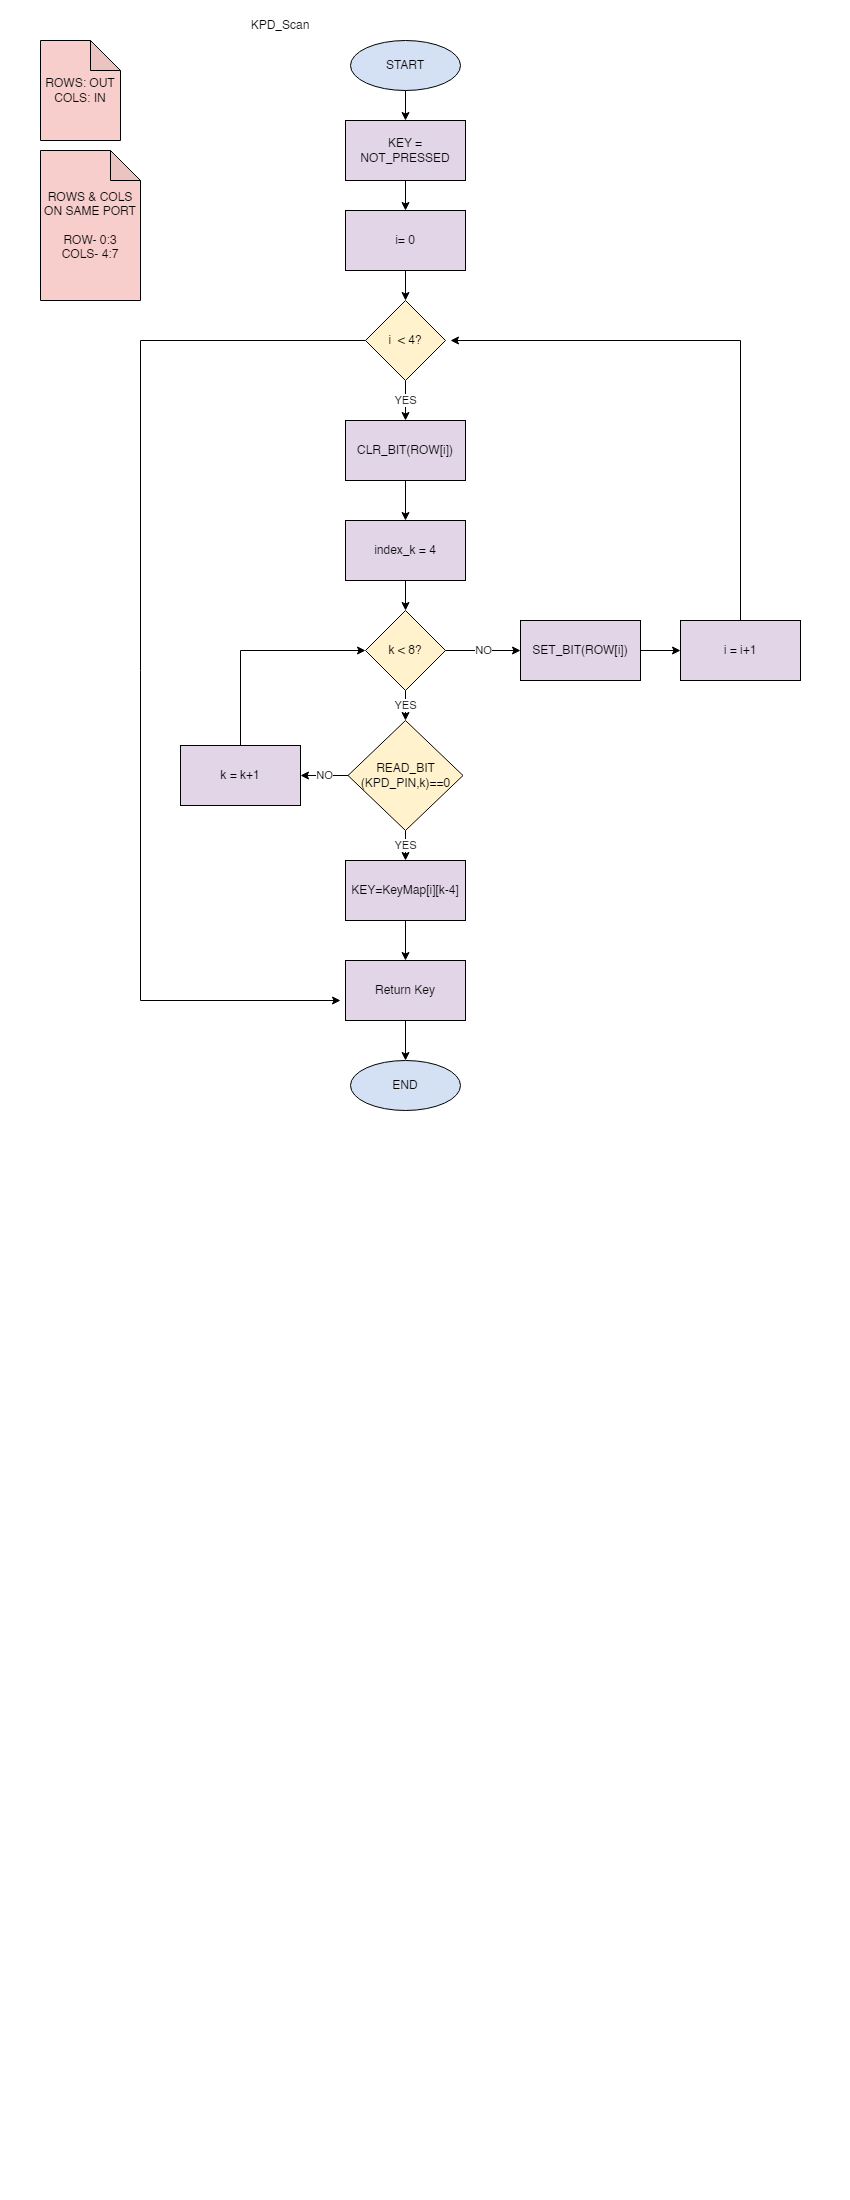 KPD_Scan
START
ROWS: OUT
COLS: IN
KEY =
NOT_PRESSED
ROWS & COLS
ON SAME PORT
ROW- 0:3
COLS- 4:7
i= 0
i  < 4?
YES
CLR_BIT(ROW[i])
index_k = 4
k < 8?
NO
SET_BIT(ROW[i])
i = i+1
YES
READ_BIT
(KPD_PIN,k)==0
NO
k = k+1
YES
KEY=KeyMap[i][k-4]
Return Key
END